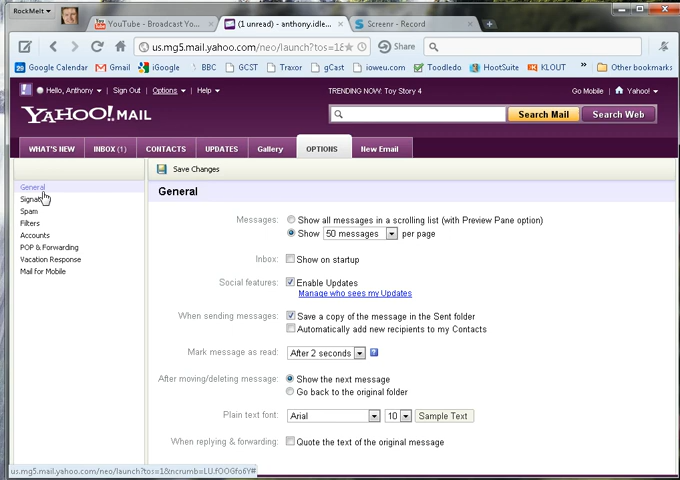 RockMelt
YouTube - Broadcast Yo...
(1 unread) - anthony.idle...
Screenr - Record
us.mg5.mail.yahoo.com/neo/launch?tos=1&
Share
Google Calendar
Gmail
iGoogle
BBC
GCST
Traxor
gCast
ioweu.com
Toodledo
HootSuite
KLOUT
»
Other bookmarks
Hello, Anthony
Sign Out
Options
Help
TRENDING NOW: Toy Story 4
Go Mobile
Yahoo!
YAHOO! MAIL
Search Mail
Search Web
WHAT'S NEW
INBOX (1)
CONTACTS
UPDATES
Gallery
OPTIONS
New Email
Save Changes
General
Spam
Filters
Accounts
POP & Forwarding
Vacation Response
Mail for Mobile
General
Messages:
Show all messages in a scrolling list (with Preview Pane option)
Show 50 messages per page
Inbox:
Show on startup
Social features:
Enable Updates
Manage who sees my Updates
When sending messages:
Save a copy of the message in the Sent folder
Automatically add new recipients to my Contacts
Mark message as read:
After 2 seconds
?
After moving/deleting message:
Show the next message
Go back to the original folder
Plain text font:
Arial
10
Sample Text
When replying & forwarding:
Quote the text of the original message